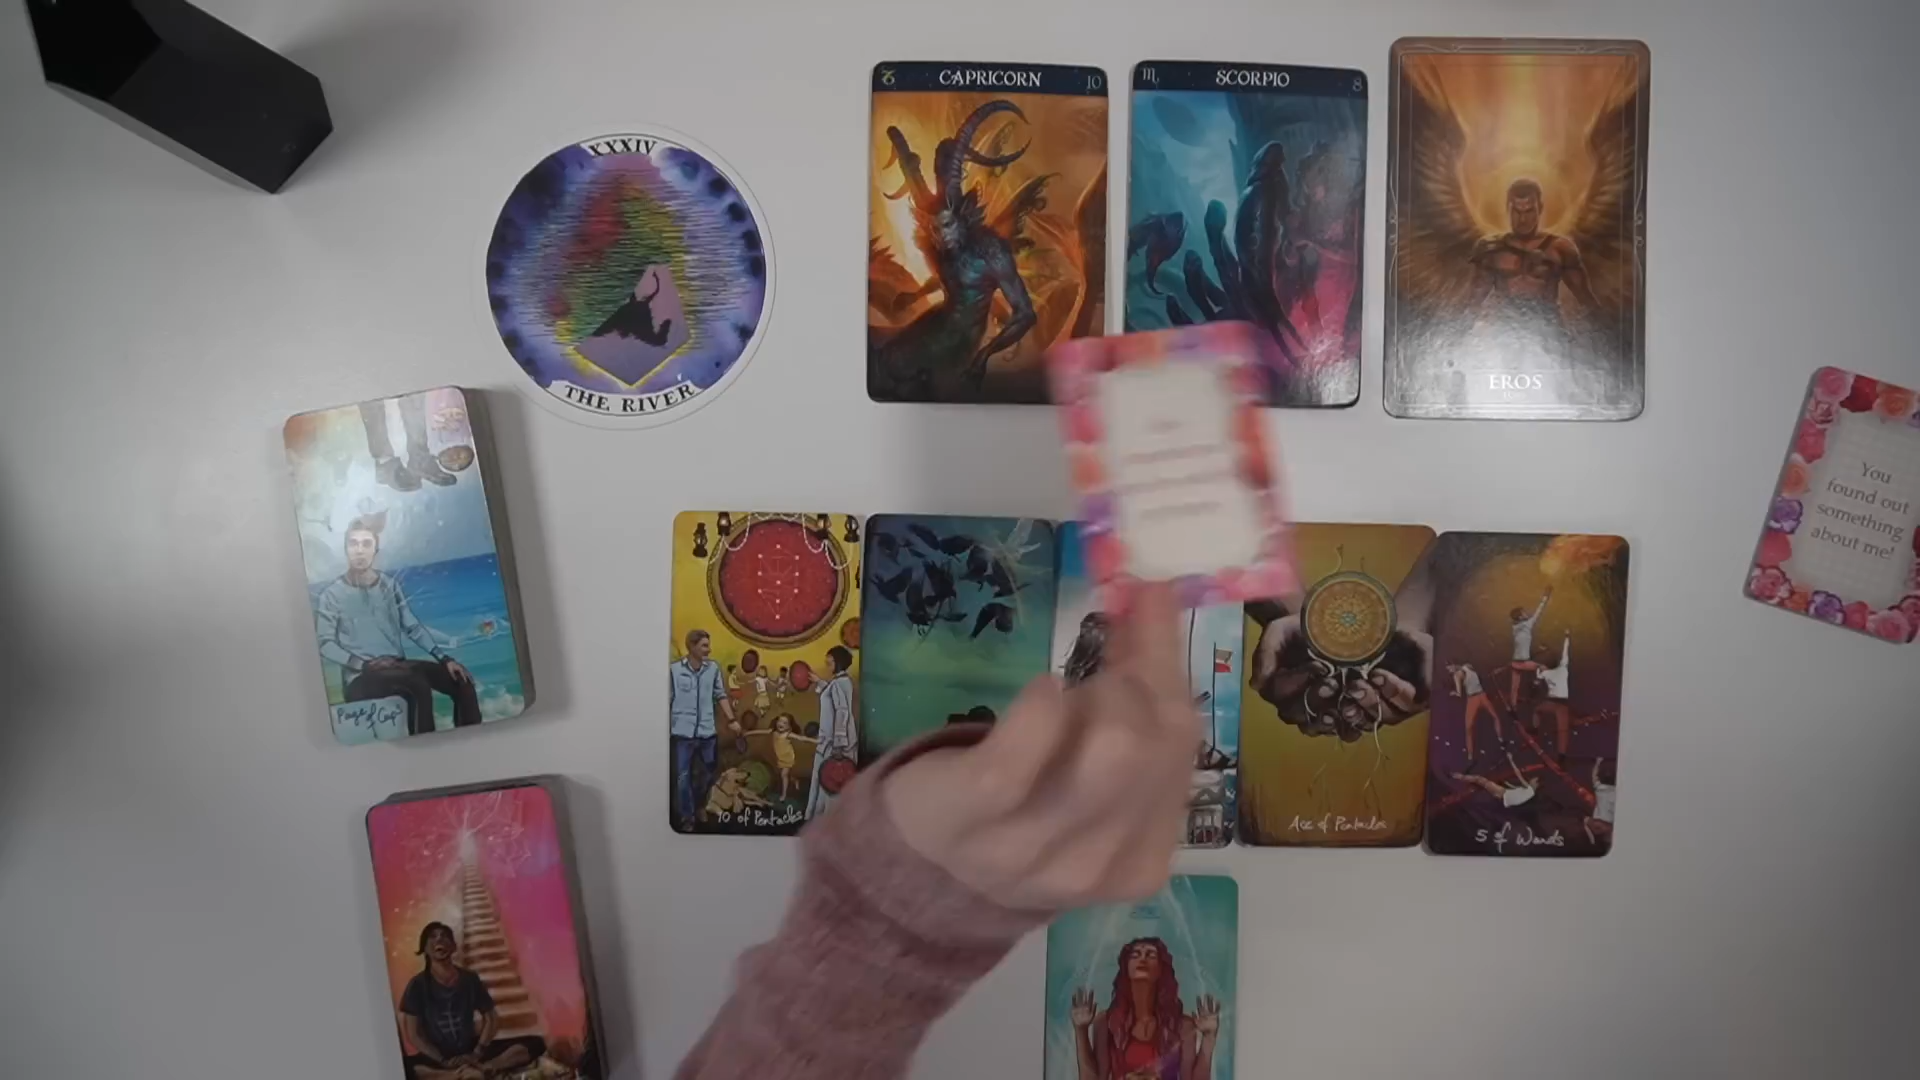 XXXIV
THE RIVER
CAPRICORN
10
SCORPIO
8
EROS
You
found out
something
about me!
Page of Cups
10 of Pentacles
Ace of Pentacles
5 of Wands